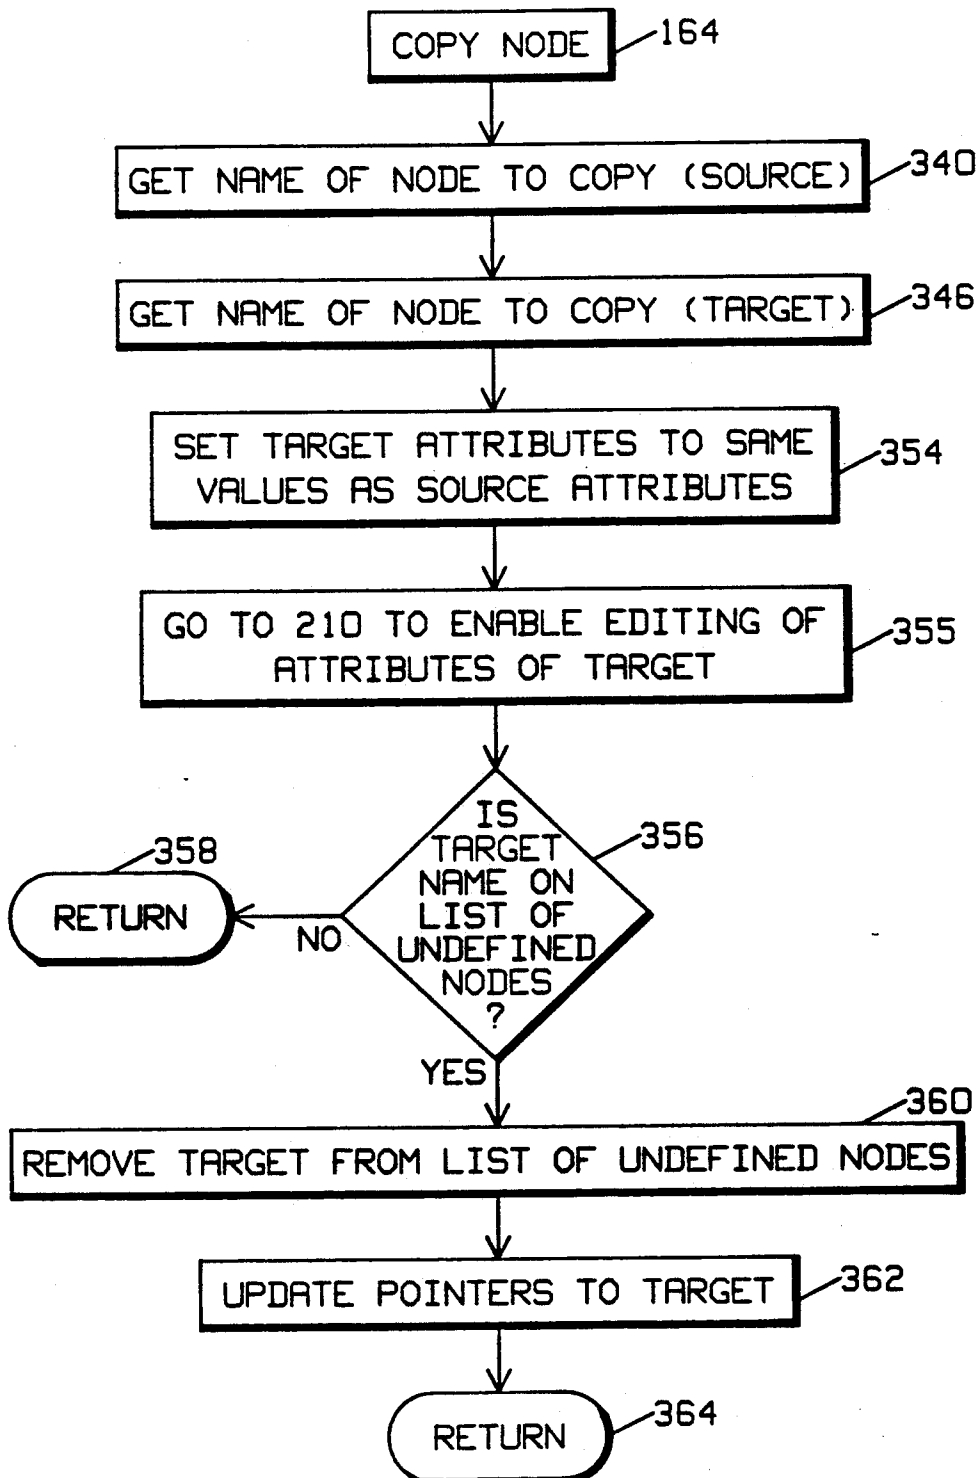 COPY NODE
164
GET NAME OF NODE TO COPY (SOURCE)
340
GET NAME OF NODE TO COPY (TARGET)
346
SET TARGET ATTRIBUTES TO SAME
VALUES AS SOURCE ATTRIBUTES
354
GO TO 210 TO ENABLE EDITING OF
ATTRIBUTES OF TARGET
355
IS
TARGET
NAME ON
LIST OF
UNDEFINED
NODES
?
356
358
RETURN
NO
YES
360
REMOVE TARGET FROM LIST OF UNDEFINED NODES
UPDATE POINTERS TO TARGET
362
RETURN
364